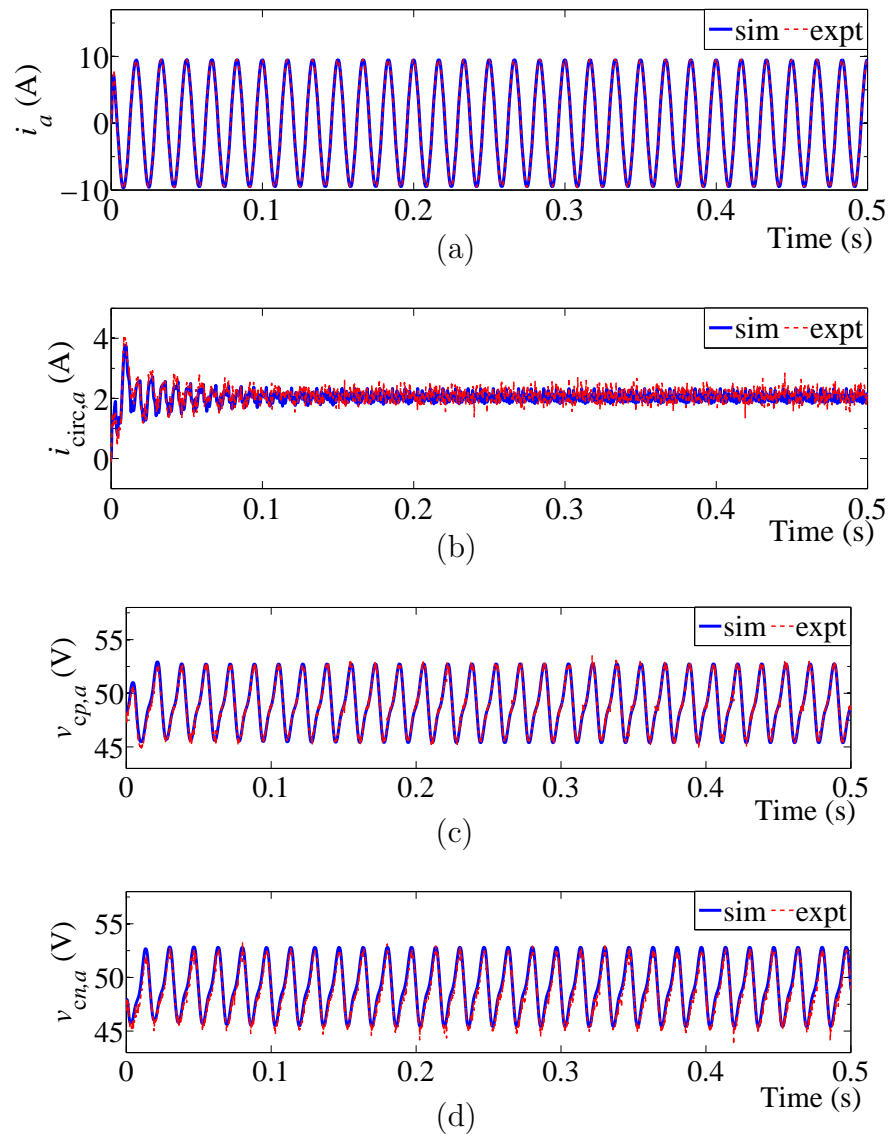 sim expt
10
0
−10
i_a (A)
0 0.1 0.2 0.3 0.4 0.5
Time (s)
(a)
sim expt
4
2
0
i_circ,a (A)
0 0.1 0.2 0.3 0.4 0.5
Time (s)
(b)
sim expt
55
50
45
v_cp,a (V)
0 0.1 0.2 0.3 0.4 0.5
Time (s)
(c)
sim expt
55
50
45
v_cn,a (V)
0 0.1 0.2 0.3 0.4 0.5
Time (s)
(d)